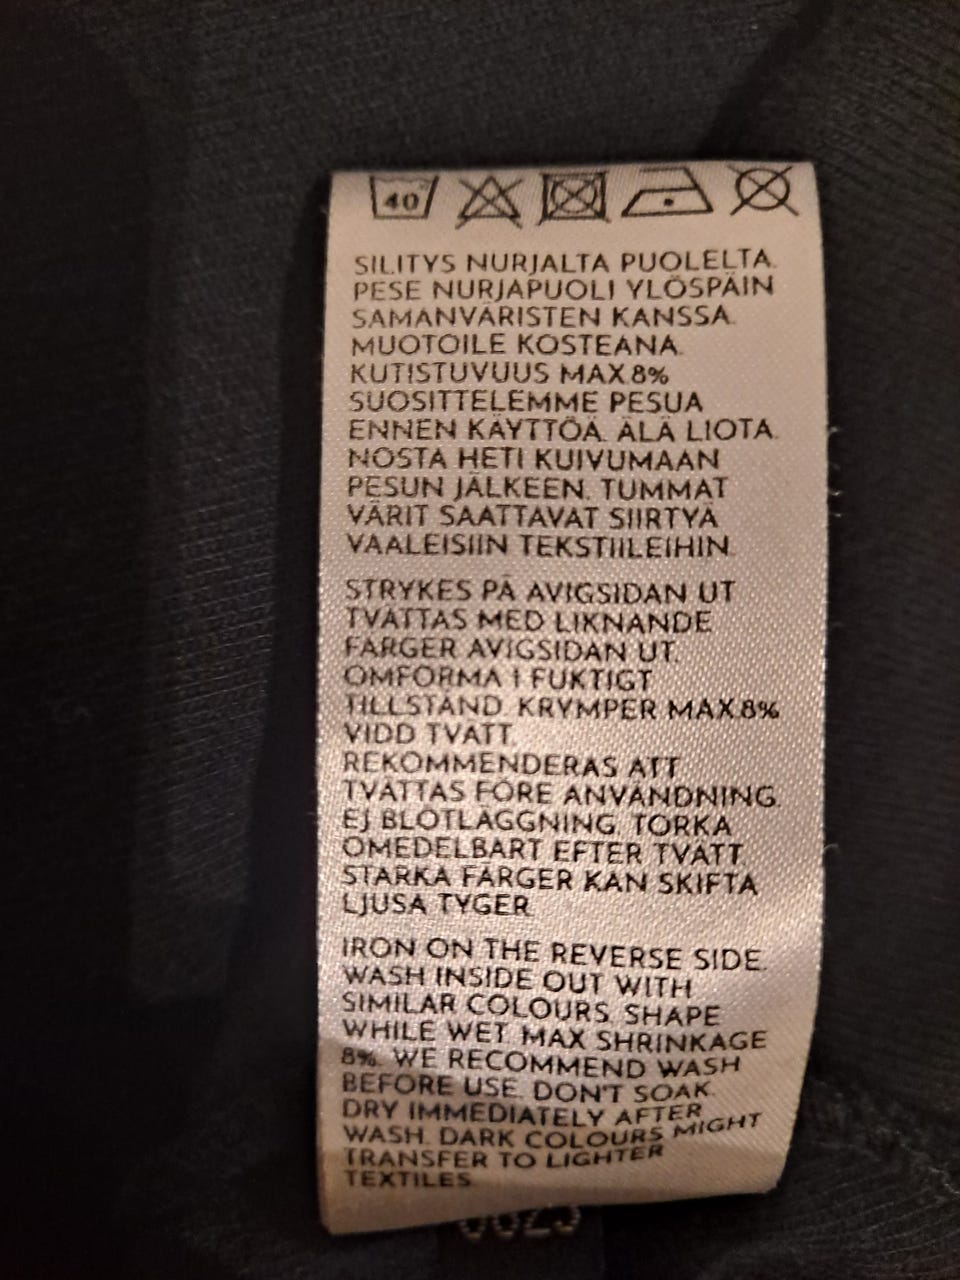 40
SILITYS NURJALTA PUOLELTA.
PESE NURJAPUOLI YLÖSPÄIN
SAMANVÄRISTEN KANSSA.
MUOTOILE KOSTEANA.
KUTISTUVUUS MAX.8%
SUOSITTELEMME PESUA
ENNEN KÄYTTÖÄ. ÄLÄ LIOTA.
NOSTA HETI KUIVUMAAN
PESUN JÄLKEEN. TUMMAT
VÄRIT SAATTAVAT SIIRTYÄ
VAALEISIIN TEKSTIILEIHIN.
STRYKES PÅ AVIGSIDAN UT
TVÄTTAS MED LIKNANDE
FÄRGER AVIGSIDAN UT.
OMFORMA I FUKTIGT
TILLSTÅND. KRYMPER MAX.8%
VIDD TVÄTT.
REKOMMENDERAS ATT
TVÄTTAS FÖRE ANVÄNDNING.
EJ BLÖTLÄGGNING. TORKA
OMEDELBART EFTER TVÄTT.
STARKA FÄRGER KAN SKIFTA
LJUSA TYGER.
IRON ON THE REVERSE SIDE.
WASH INSIDE OUT WITH
SIMILAR COLOURS. SHAPE
WHILE WET. MAX SHRINKAGE
8%. WE RECOMMEND WASH
BEFORE USE. DON'T SOAK.
DRY IMMEDIATELY AFTER
WASH. DARK COLOURS MIGHT
TRANSFER TO LIGHTER
TEXTILES.